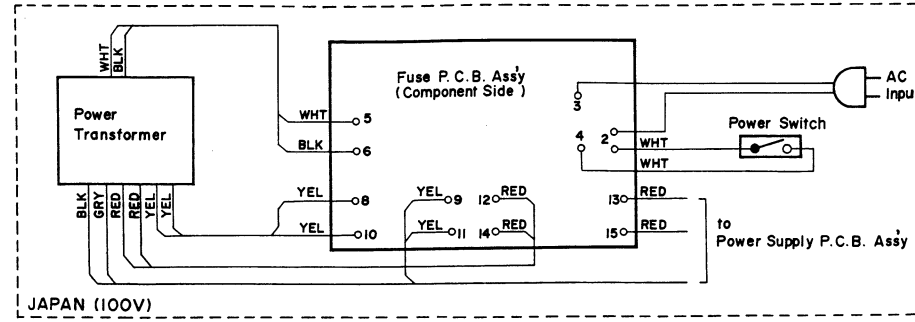 WHT
BLK
Power
Transformer
BLK
GRY
RED
RED
YEL
YEL
Fuse P.C.B. Ass'y
(Component Side)
WHT 5
BLK 6
YEL 8
YEL 10
YEL 9
YEL 11
12 RED
14 RED
3
4
2
WHT
WHT
13 RED
15 RED
AC
Input
Power Switch
to
Power Supply P.C.B. Ass'y
JAPAN (100V)